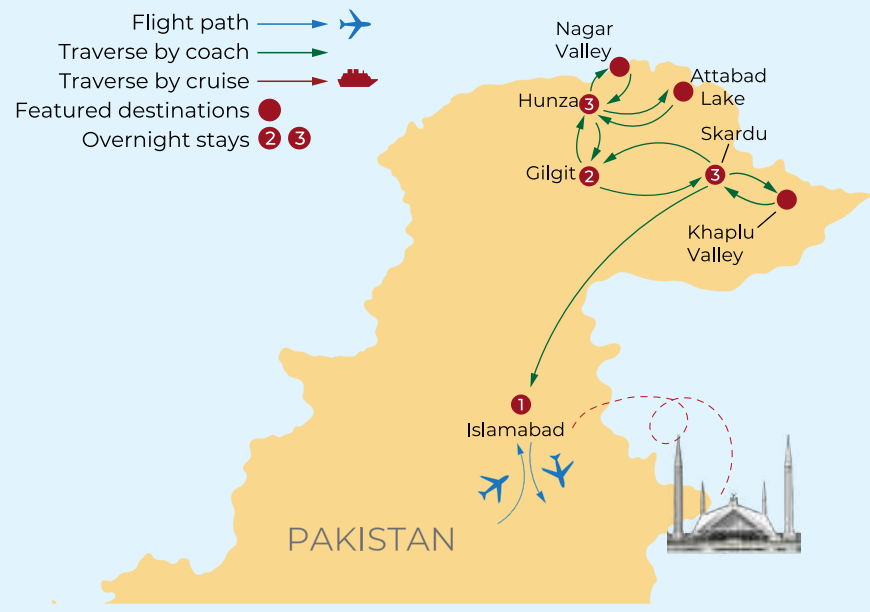 Flight path
Traverse by coach
Traverse by cruise
Featured destinations
Overnight stays 2 3
Nagar
Valley
Attabad
Lake
Hunza
3
Skardu
Gilgit
2
3
Khaplu
Valley
1
Islamabad
PAKISTAN